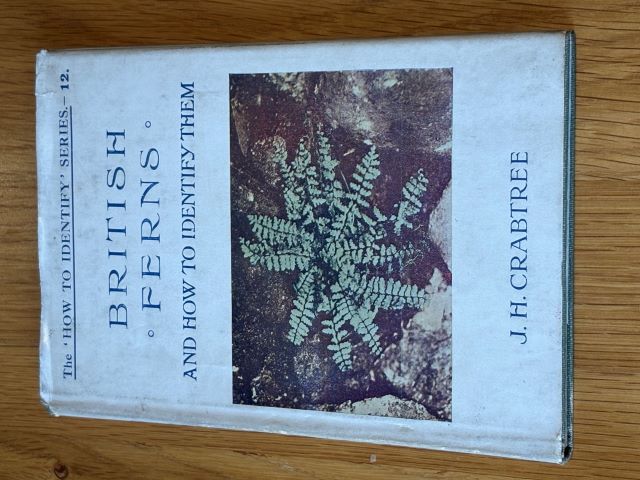 The 'HOW TO IDENTIFY' SERIES.—12.
BRITISH
° FERNS °
AND HOW TO IDENTIFY THEM
J. H. CRABTREE